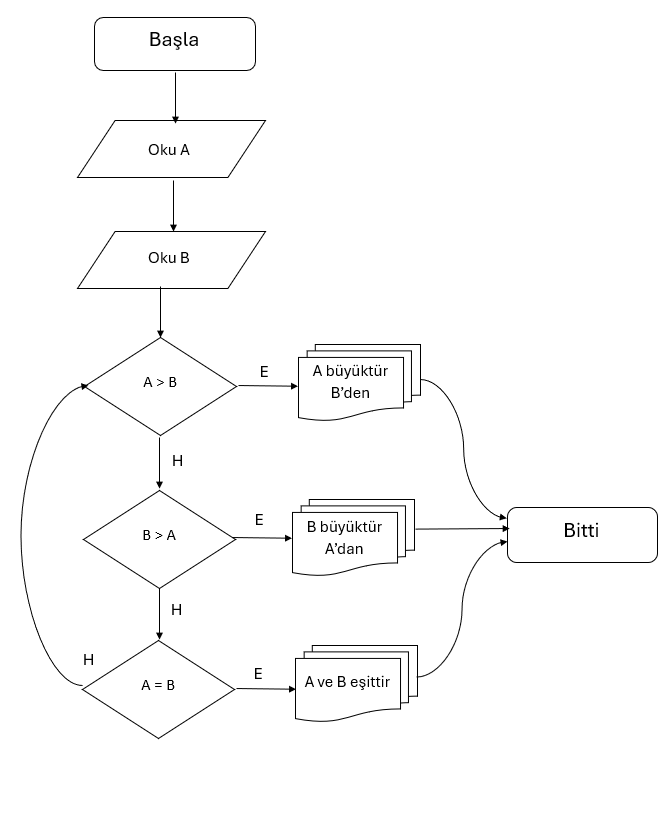 Başla
Oku A
Oku B
A > B
E
A büyüktür
B’den
H
B > A
E
B büyüktür
A’dan
Bitti
H
H
A = B
E
A ve B eşittir